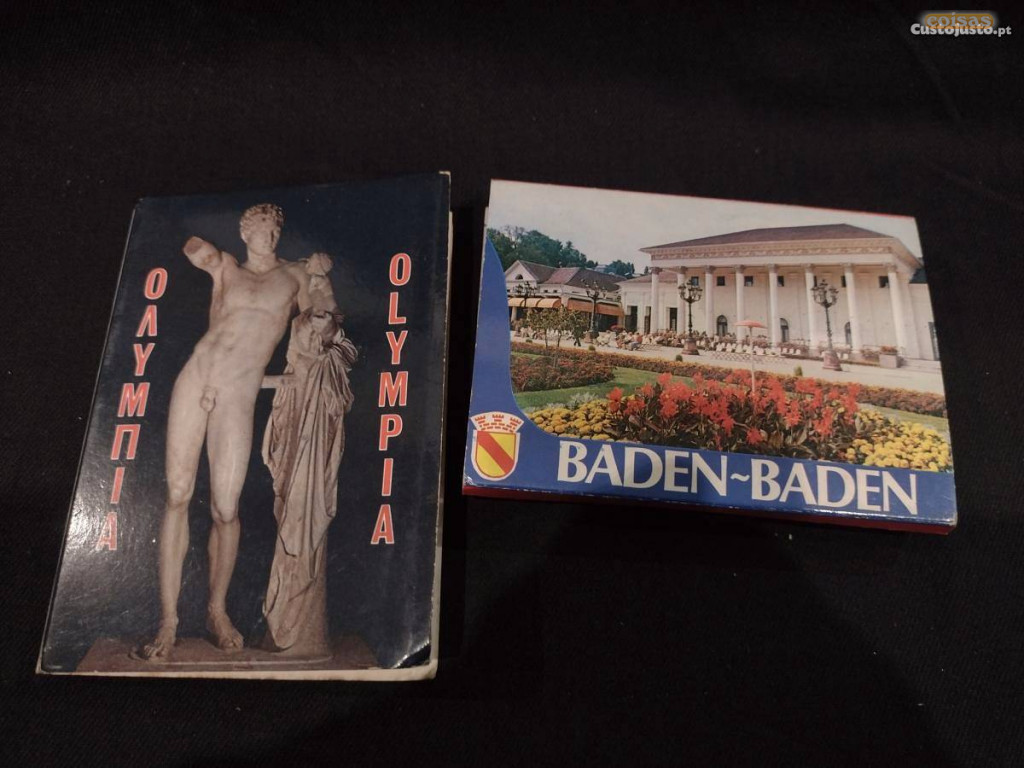 ΟΛΥΜΠΙΑ
OLYMPIA
BADEN~BADEN
coisas
Custojusto.pt